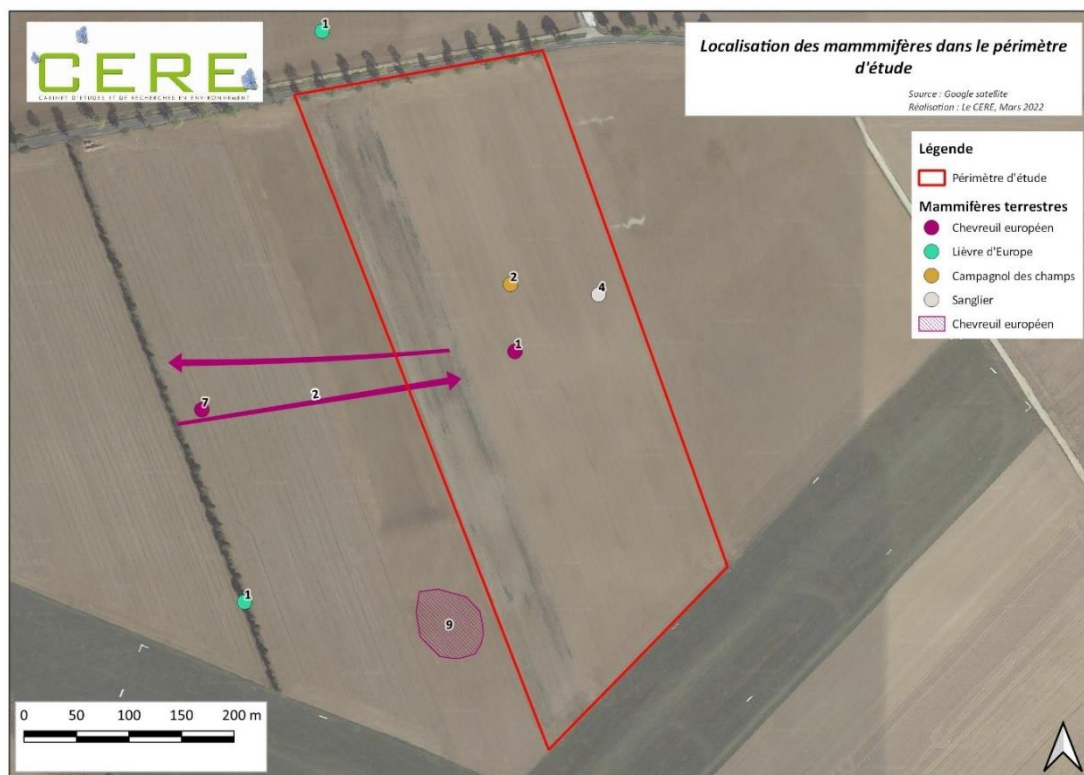 CERE
CABINET D'ÉTUDES ET DE RECHERCHES EN ENVIRONNEMENT
Localisation des mammmifères dans le périmètre
d'étude
Source : Google satellite
Réalisation : Le CERE, Mars 2022
Légende
Périmètre d'étude
Mammifères terrestres
Chevreuil européen
Lièvre d'Europe
Campagnol des champs
Sanglier
Chevreuil européen
1
2
4
1
2
7
1
9
0 50 100 150 200 m